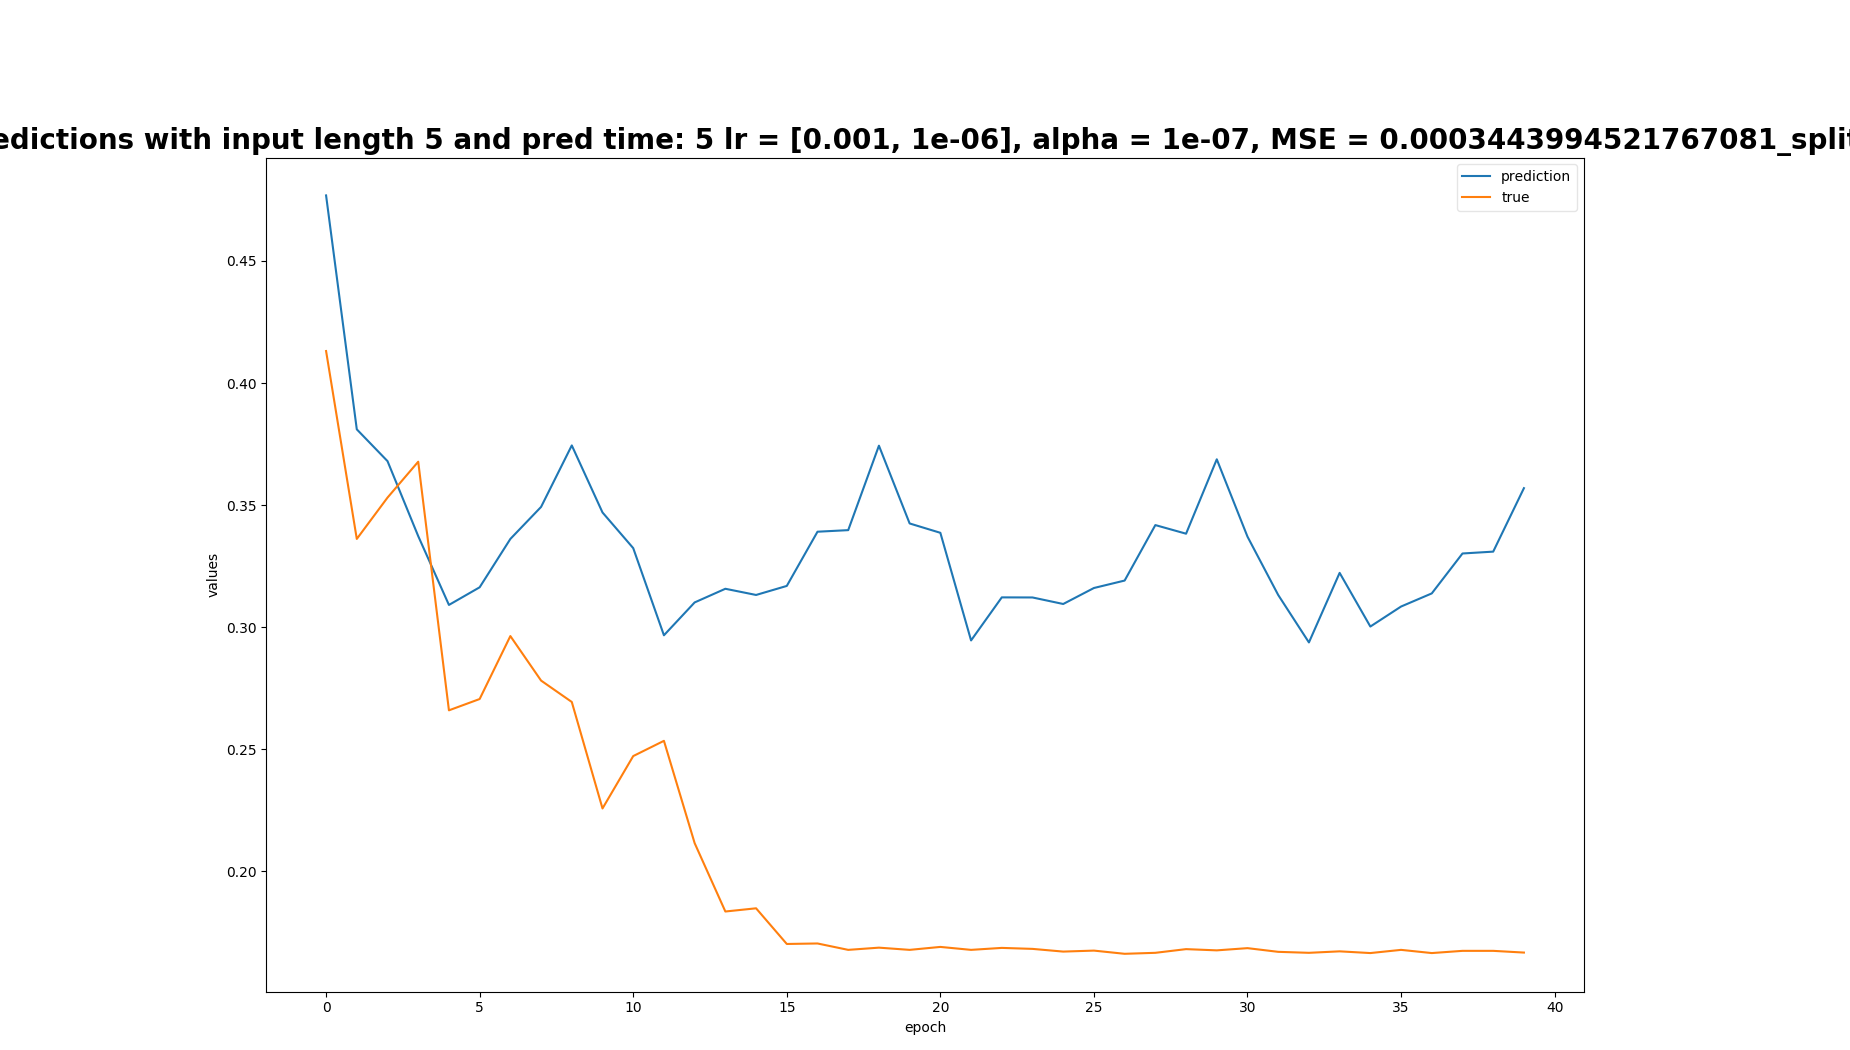 edictions with input length 5 and pred time: 5 lr = [0.001, 1e-06], alpha = 1e-07, MSE = 0.0003443994521767081_split
prediction
true
0.45
0.40
0.35
0.30
0.25
0.20
values
0 5 10 15 20 25 30 35 40
epoch